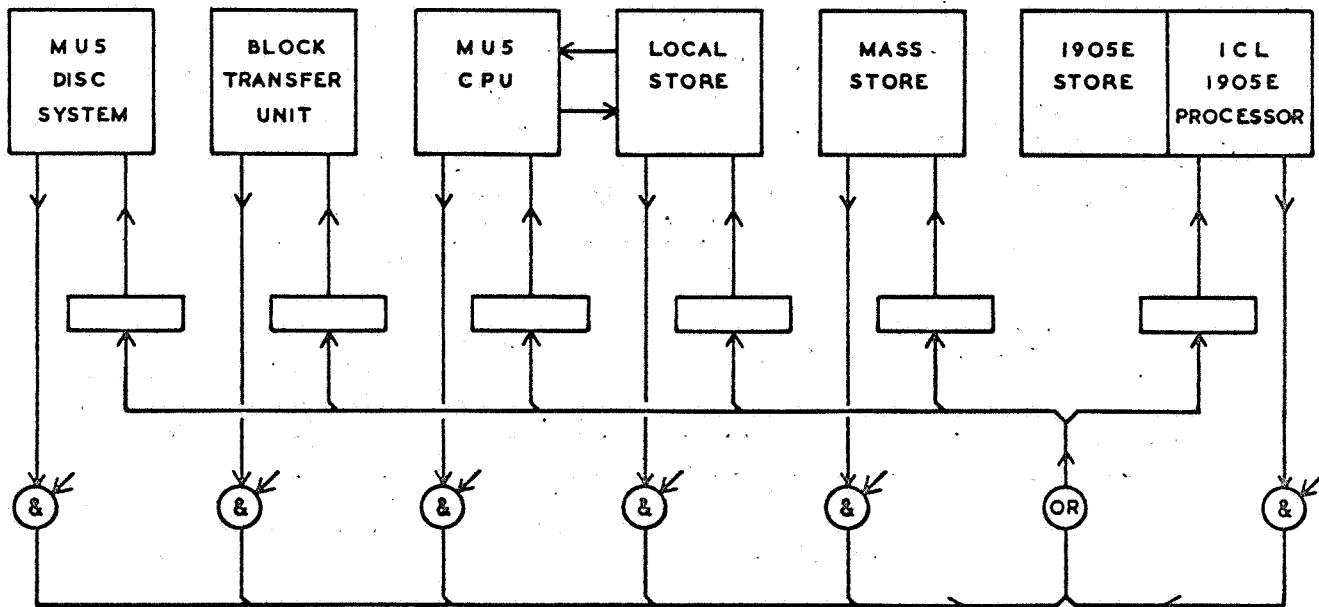 MU5
DISC
SYSTEM
BLOCK
TRANSFER
UNIT
MU5
CPU
LOCAL
STORE
MASS
STORE
1905E
STORE
ICL
1905E
PROCESSOR
&
&
&
&
&
OR
&